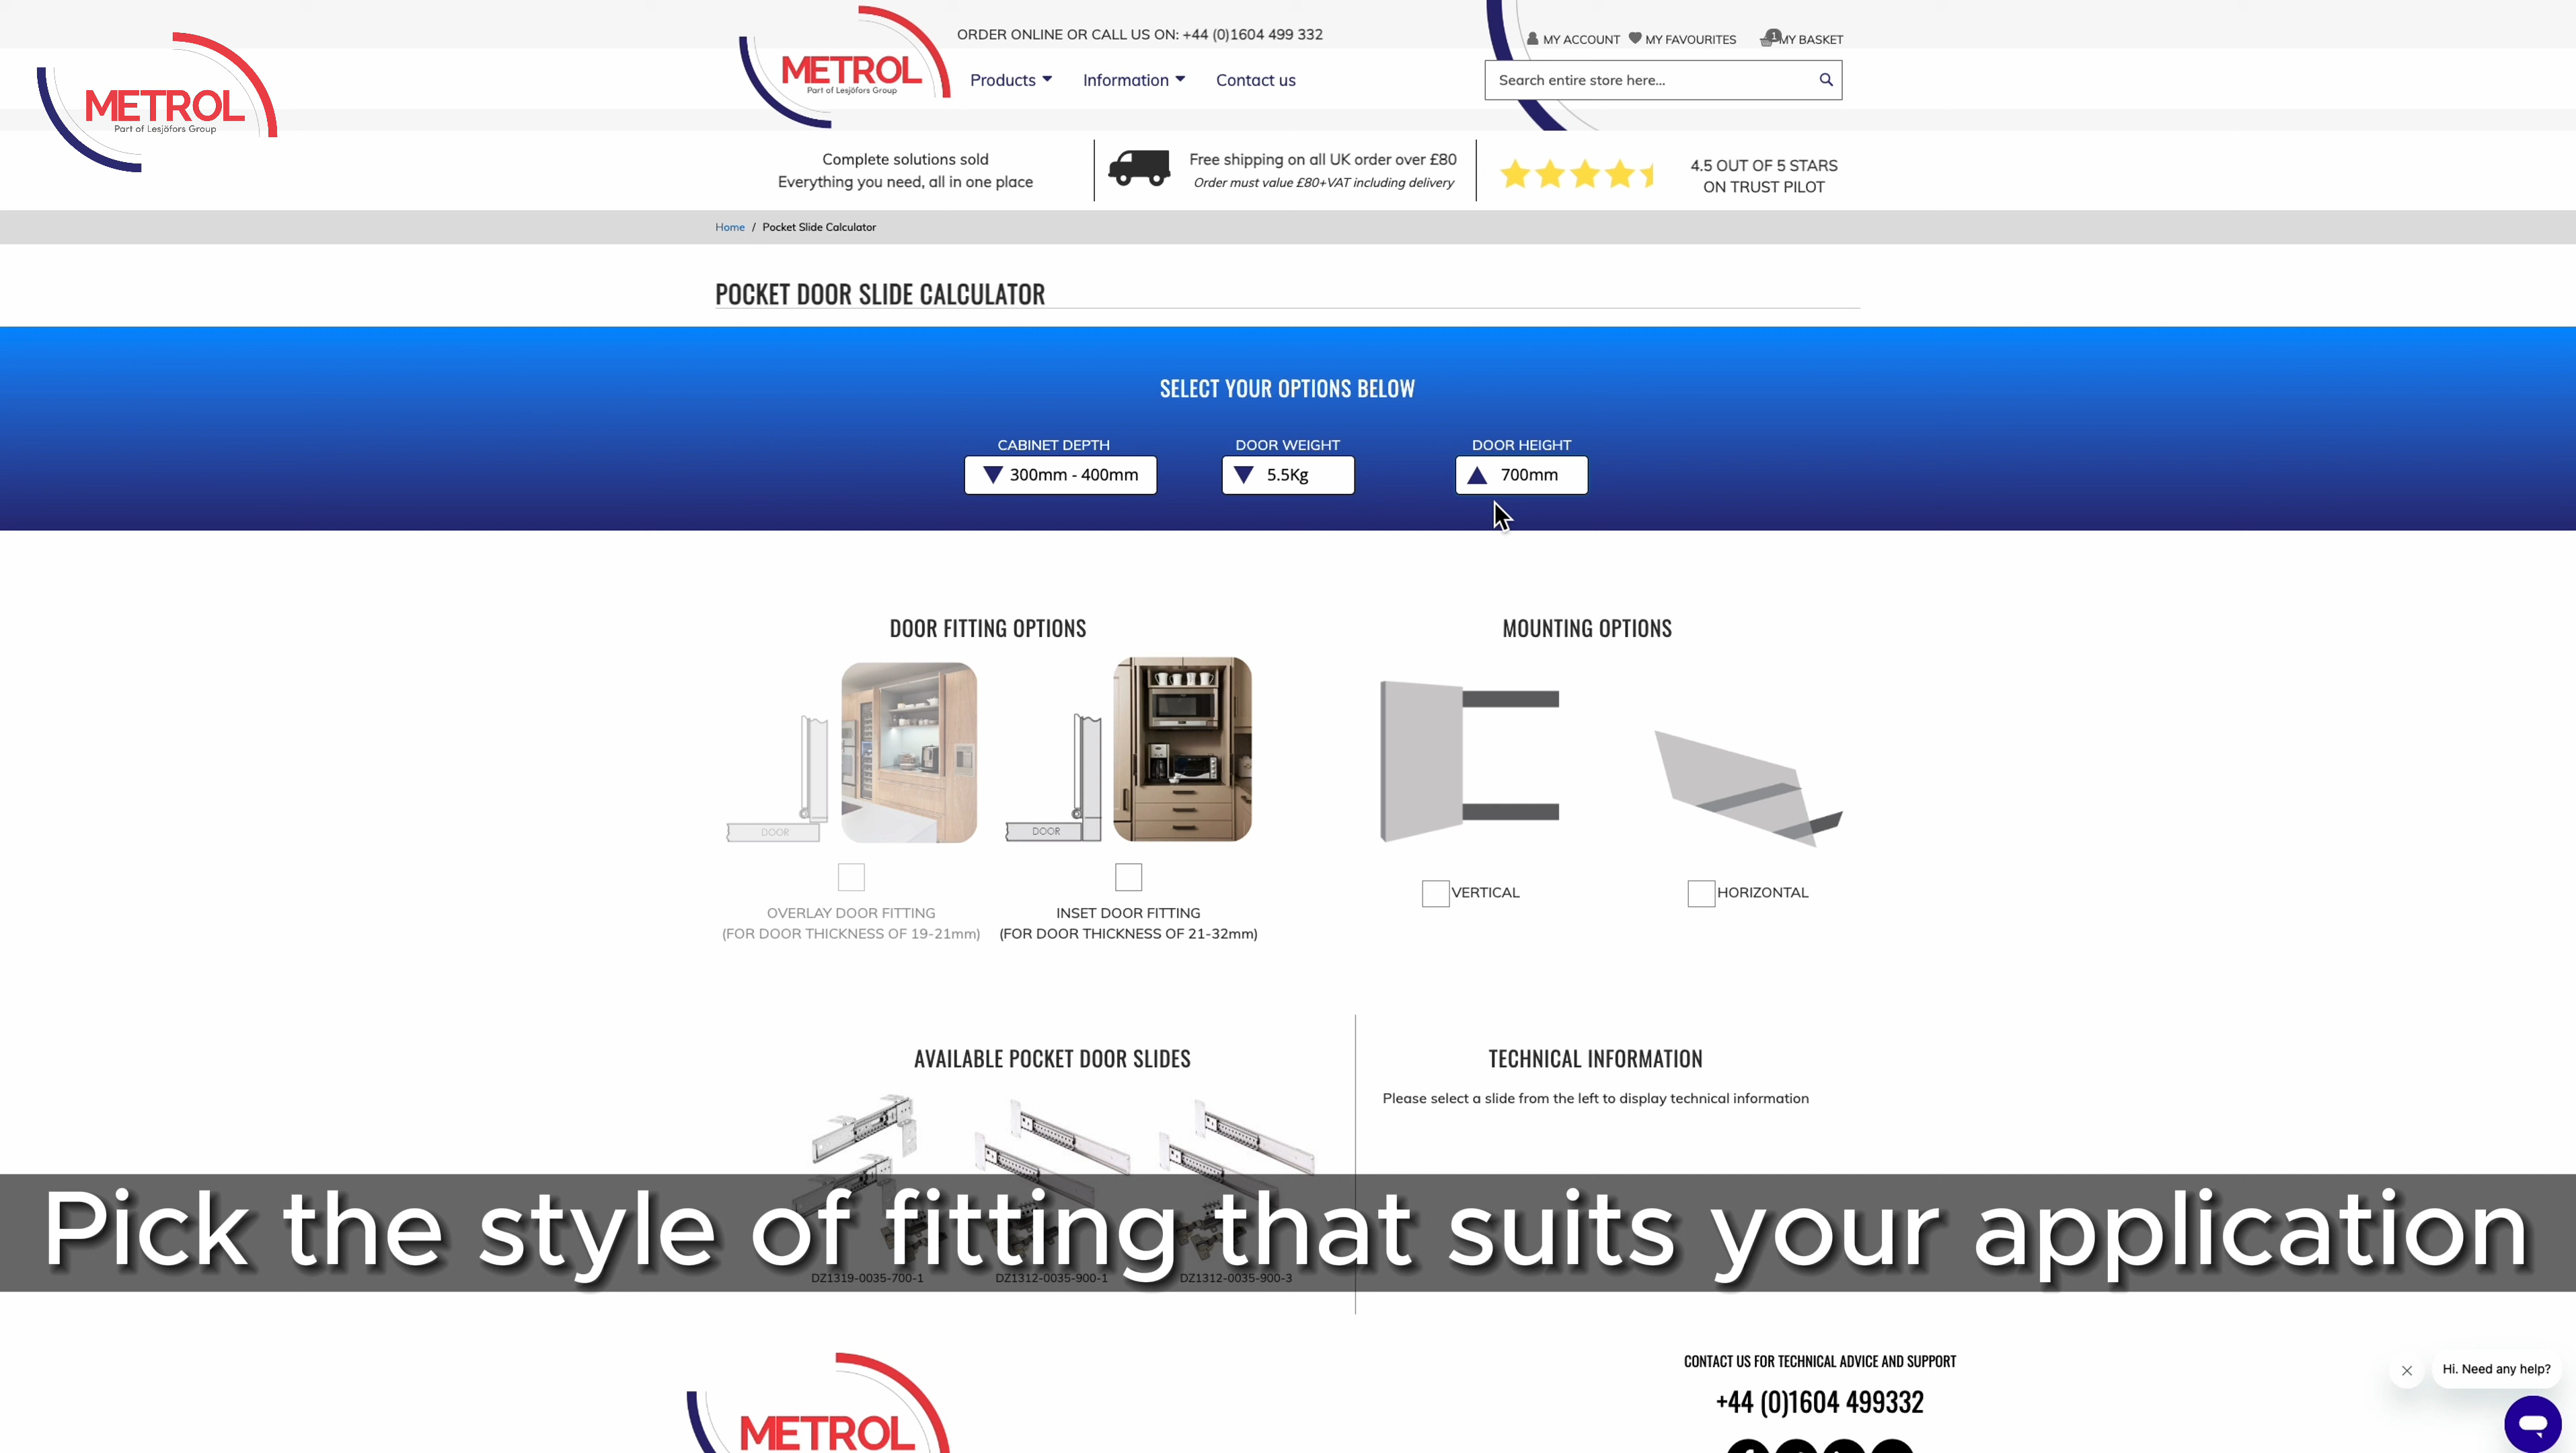 METROL
Part of Lesjöfors Group
METROL
Part of Lesjöfors Group
ORDER ONLINE OR CALL US ON: +44 (0)1604 499 332
MY ACCOUNT
MY FAVOURITES
1
MY BASKET
Products
Information
Contact us
Search entire store here...
Complete solutions sold
Everything you need, all in one place
Free shipping on all UK order over £80
Order must value £80+VAT including delivery
4.5 OUT OF 5 STARS
ON TRUST PILOT
Home / Pocket Slide Calculator
POCKET DOOR SLIDE CALCULATOR
SELECT YOUR OPTIONS BELOW
CABINET DEPTH
DOOR WEIGHT
DOOR HEIGHT
300mm - 400mm
5.5Kg
700mm
DOOR FITTING OPTIONS
MOUNTING OPTIONS
DOOR
DOOR
OVERLAY DOOR FITTING
(FOR DOOR THICKNESS OF 19-21mm)
INSET DOOR FITTING
(FOR DOOR THICKNESS OF 21-32mm)
VERTICAL
HORIZONTAL
AVAILABLE POCKET DOOR SLIDES
TECHNICAL INFORMATION
Please select a slide from the left to display technical information
Pick the style of fitting that suits your application
DZ1319-0035-700-1
DZ1312-0035-900-1
DZ1312-0035-900-3
METROL
CONTACT US FOR TECHNICAL ADVICE AND SUPPORT
+44 (0)1604 499332
Hi. Need any help?